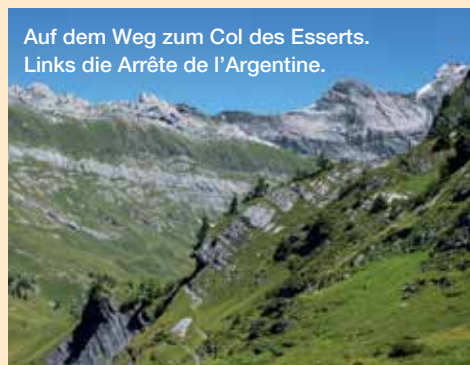 Auf dem Weg zum Col des Esserts.
Links die Arrête de l’Argentine.